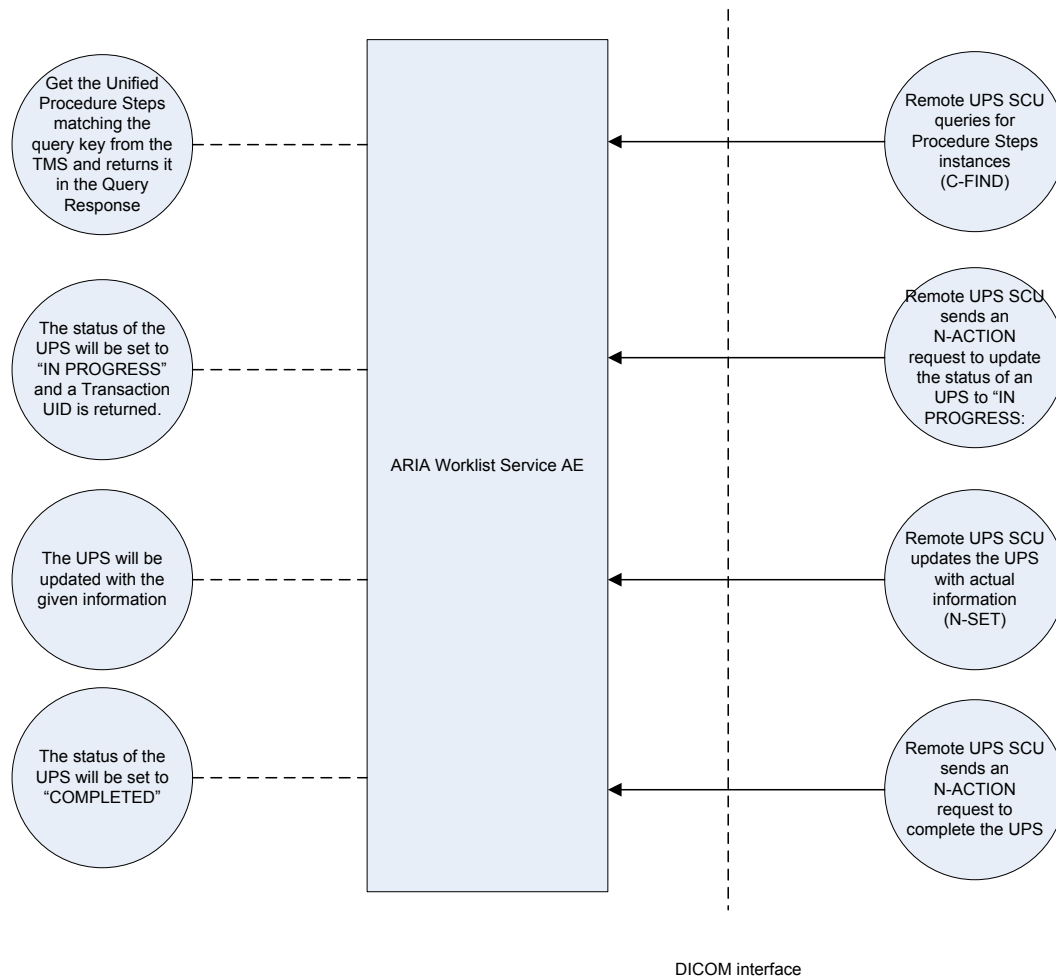 Get the Unified
Procedure Steps
matching the
query key from the
TMS and returns it
in the Query
Response
Remote UPS SCU
queries for
Procedure Steps
instances
(C-FIND)
The status of the
UPS will be set to
“IN PROGRESS”
and a Transaction
UID is returned.
Remote UPS SCU
sends an
N-ACTION
request to update
the status of an
UPS to “IN
PROGRESS:
ARIA Worklist Service AE
The UPS will be
updated with the
given information
Remote UPS SCU
updates the UPS
with actual
information
(N-SET)
The status of the
UPS will be set to
“COMPLETED”
Remote UPS SCU
sends an
N-ACTION
request to
complete the UPS
DICOM interface